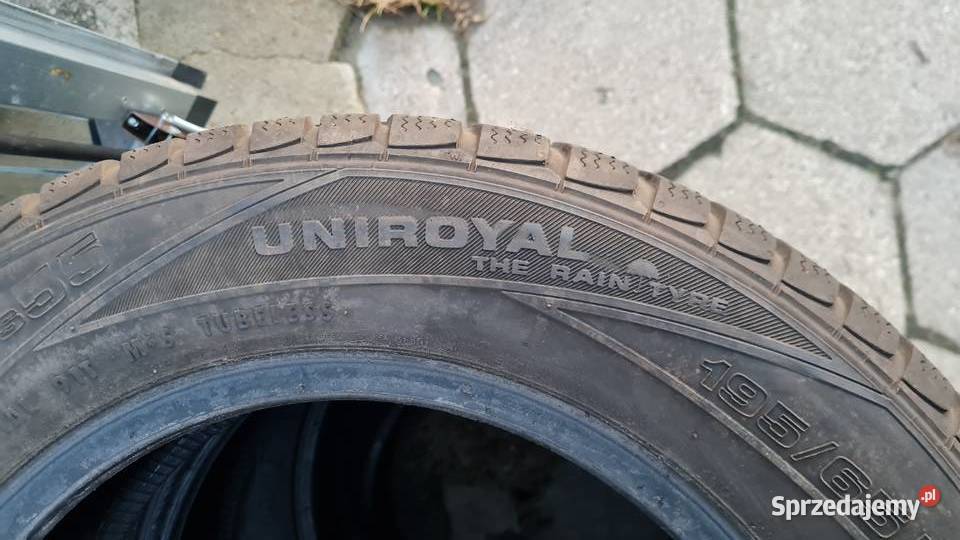 UNIROYAL
THE RAIN TYRE
M+S TUBELESS
195/65
Sprzedajemy.pl